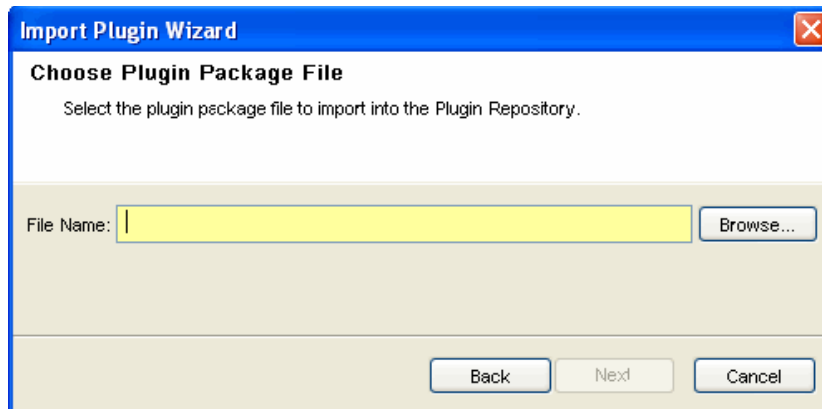 Import Plugin Wizard
Choose Plugin Package File
Select the plugin package file to import into the Plugin Repository.
File Name:
Browse...
Back
Next
Cancel